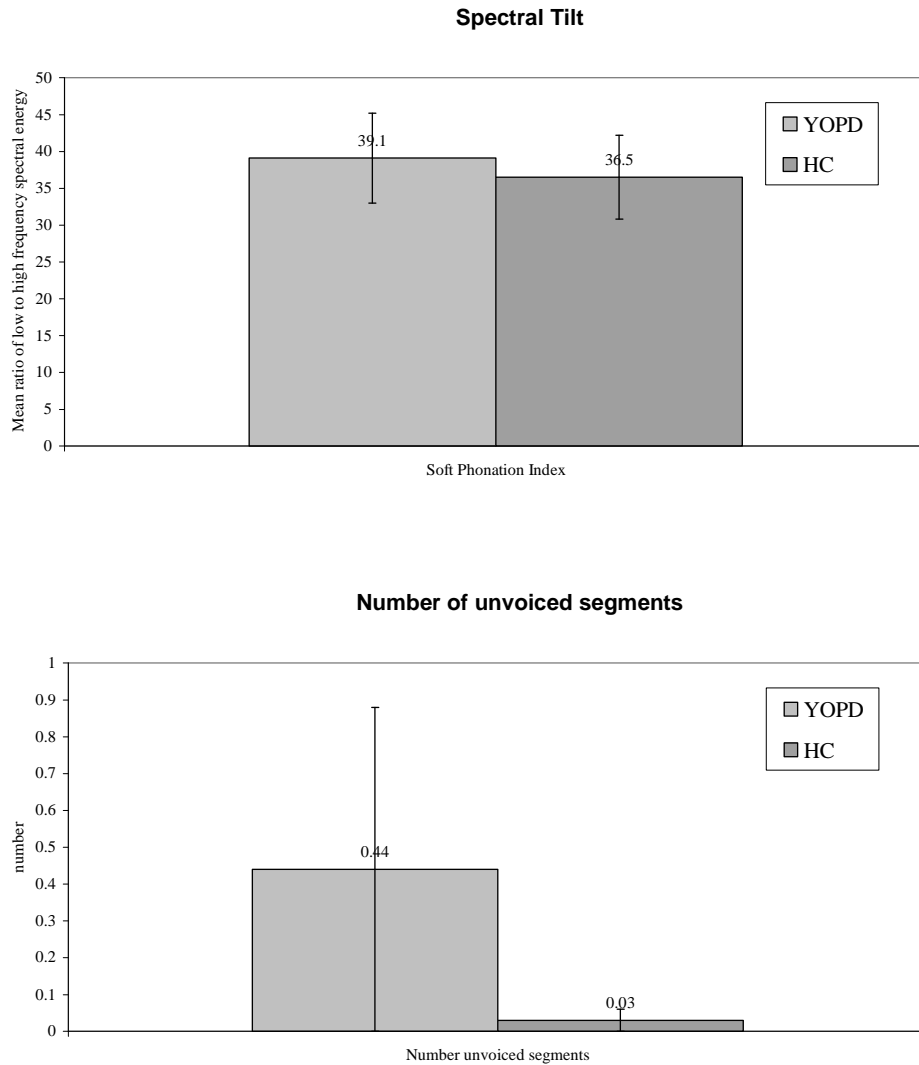 Spectral Tilt
50
45
40
35
30
25
20
15
10
5
0
Mean ratio of low to high frequency spectral energy
39.1
36.5
YOPD
HC
Soft Phonation Index
Number of unvoiced segments
1
0.9
0.8
0.7
0.6
0.5
0.4
0.3
0.2
0.1
0
number
0.44
0.03
YOPD
HC
Number unvoiced segments